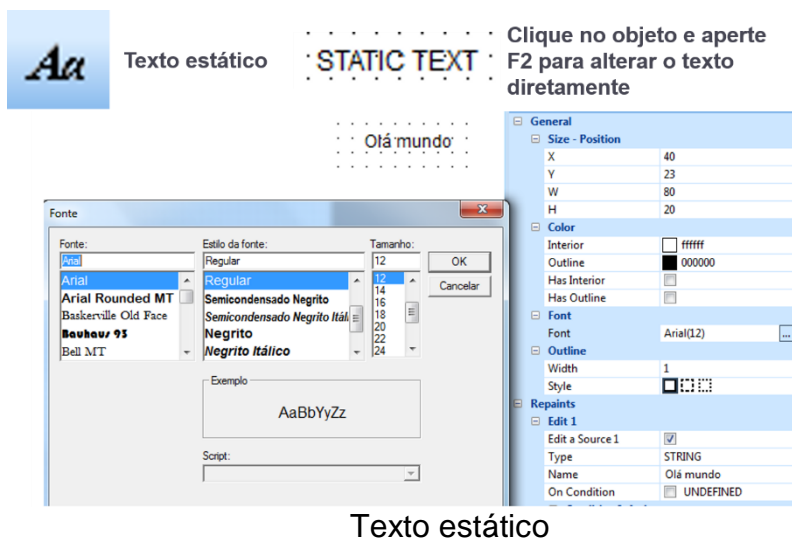 Aa
Texto estático
STATIC TEXT
Clique no objeto e aperte
F2 para alterar o texto
diretamente
Olá mundo
General
Size - Position
X 40
Y 23
W 80
H 20
Color
Interior ffffff
Outline 000000
Has Interior
Has Outline
Font
Font Arial(12) ...
Outline
Width 1
Style
Repaints
Edit 1
Edit a Source 1
Type STRING
Name Olá mundo
On Condition UNDEFINED
Fonte
Fonte: Estilo da fonte: Tamanho:
Arial Regular 12 OK
Arial Regular 12 Cancelar
Arial Rounded MT Semicondensado Negrito 14
Baskerville Old Face Semicondensado Negrito Itáli 16
Bauhaus 93 Negrito 18
Bell MT Negrito Itálico 20
22
24
Exemplo
AaBbYyZz
Script:
Texto estático